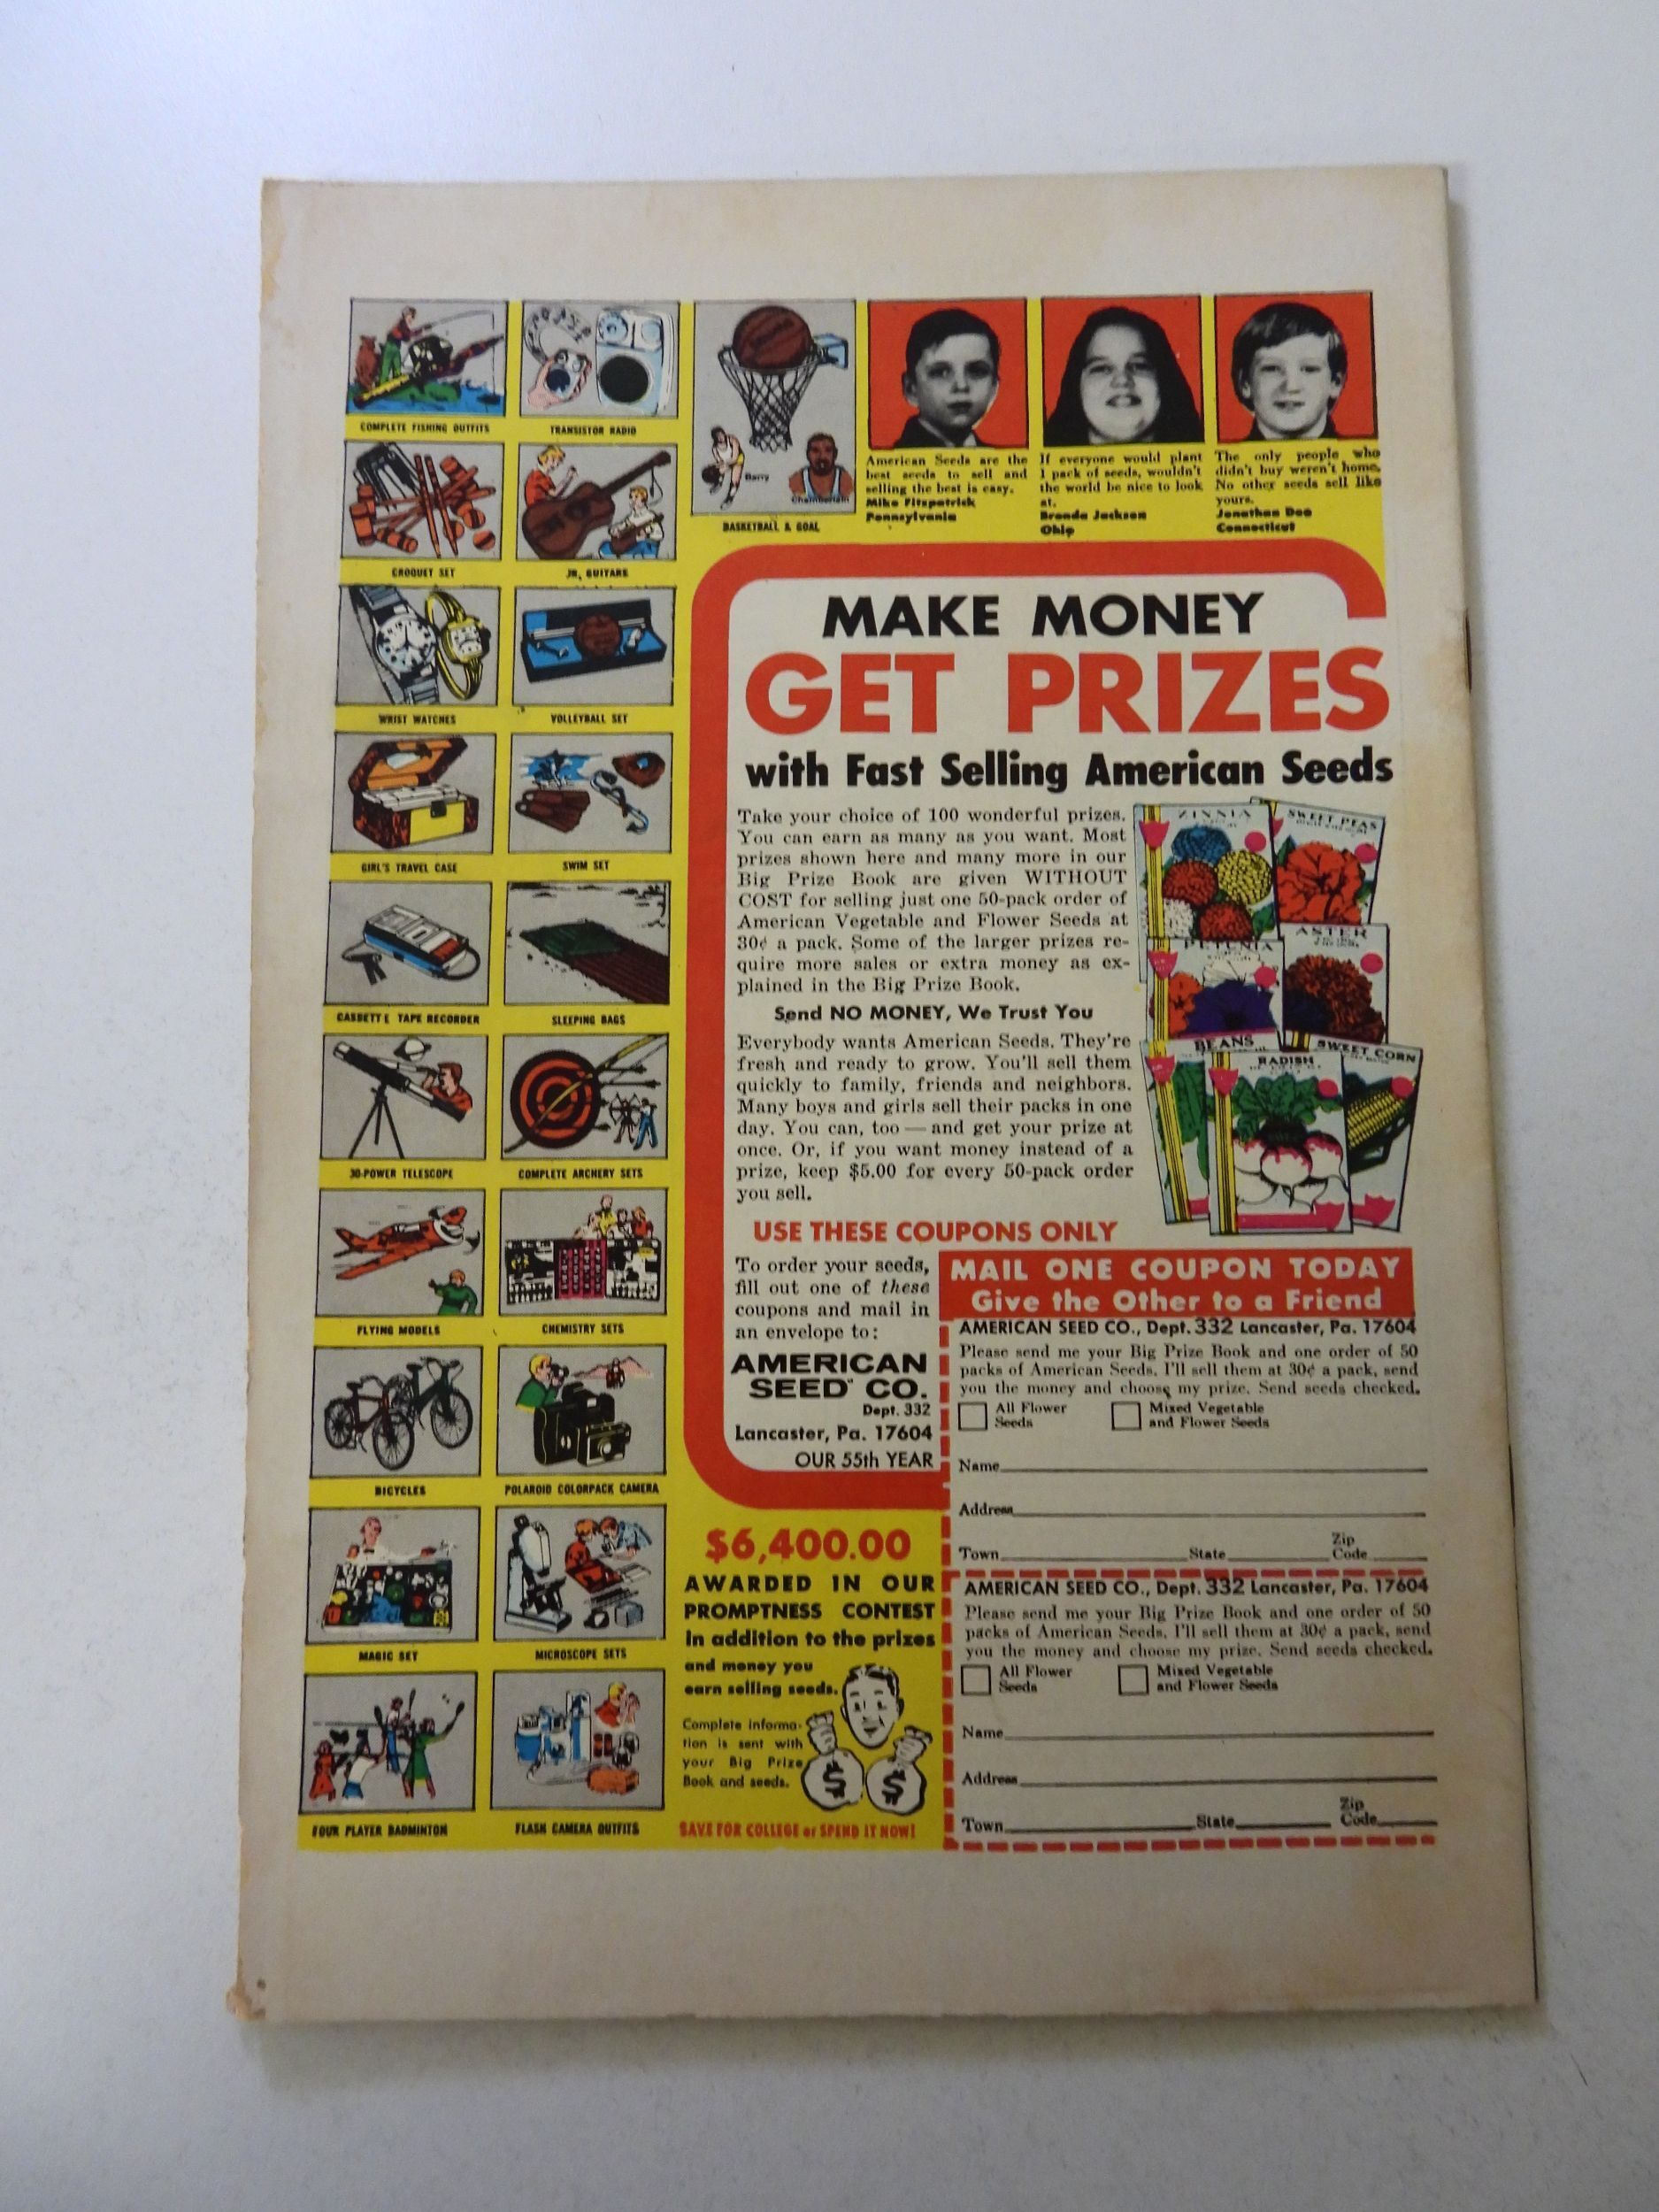 COMPLETE FISHING OUTFITS
TRANSISTOR RADIO
CROQUET SET
JR. GUITARS
WRIST WATCHES
VOLLEYBALL SET
GIRL'S TRAVEL CASE
SWIM SET
CASSETTE TAPE RECORDER
SLEEPING BAGS
30-POWER TELESCOPE
COMPLETE ARCHERY SETS
FLYING MODELS
CHEMISTRY SETS
BICYCLES
POLAROID COLORPACK CAMERA
MAGIC SET
MICROSCOPE SETS
FOUR PLAYER BADMINTON
FLASH CAMERA OUTFITS
Barry
Chamberlain
BASKETBALL & GOAL
American Seeds are the
best seeds to sell and
selling the best is easy.
Mike Fitzpatrick
Pennsylvania
If everyone would plant
1 pack of seeds, wouldn't
the world be nice to look
at.
Brenda Jackson
Ohio
The only people who
didn't buy weren't home.
No other seeds sell like
yours.
Jonathan Doo
Connecticut
MAKE MONEY
GET PRIZES
with Fast Selling American Seeds
Take your choice of 100 wonderful prizes.
You can earn as many as you want. Most
prizes shown here and many more in our
Big Prize Book are given WITHOUT
COST for selling just one 50-pack order of
American Vegetable and Flower Seeds at
30¢ a pack. Some of the larger prizes re-
quire more sales or extra money as ex-
plained in the Big Prize Book.
Send NO MONEY, We Trust You
Everybody wants American Seeds. They're
fresh and ready to grow. You'll sell them
quickly to family, friends and neighbors.
Many boys and girls sell their packs in one
day. You can, too — and get your prize at
once. Or, if you want money instead of a
prize, keep $5.00 for every 50-pack order
you sell.
ZINNIA
SWEET PEAS
PETUNIA
ASTER
BEANS
RADISH
SWEET CORN
USE THESE COUPONS ONLY
To order your seeds,
fill out one of these
coupons and mail in
an envelope to:
AMERICAN
SEED CO.
Dept. 332
Lancaster, Pa. 17604
OUR 55th YEAR
MAIL ONE COUPON TODAY
Give the Other to a Friend
AMERICAN SEED CO., Dept. 332 Lancaster, Pa. 17604
Please send me your Big Prize Book and one order of 50
packs of American Seeds. I'll sell them at 30¢ a pack, send
you the money and choose my prize. Send seeds checked.
All Flower
Seeds
Mixed Vegetable
and Flower Seeds
Name
Address
Town State Zip
Code
AMERICAN SEED CO., Dept. 332 Lancaster, Pa. 17604
Please send me your Big Prize Book and one order of 50
packs of American Seeds. I'll sell them at 30¢ a pack, send
you the money and choose my prize. Send seeds checked.
All Flower
Seeds
Mixed Vegetable
and Flower Seeds
Name
Address
Town State Zip
Code
$6,400.00
AWARDED IN OUR
PROMPTNESS CONTEST
In addition to the prizes
and money you
earn selling seeds.
Complete informa-
tion is sent with
your Big Prize
Book and seeds.
$ $
SAVE FOR COLLEGE or SPEND IT NOW!